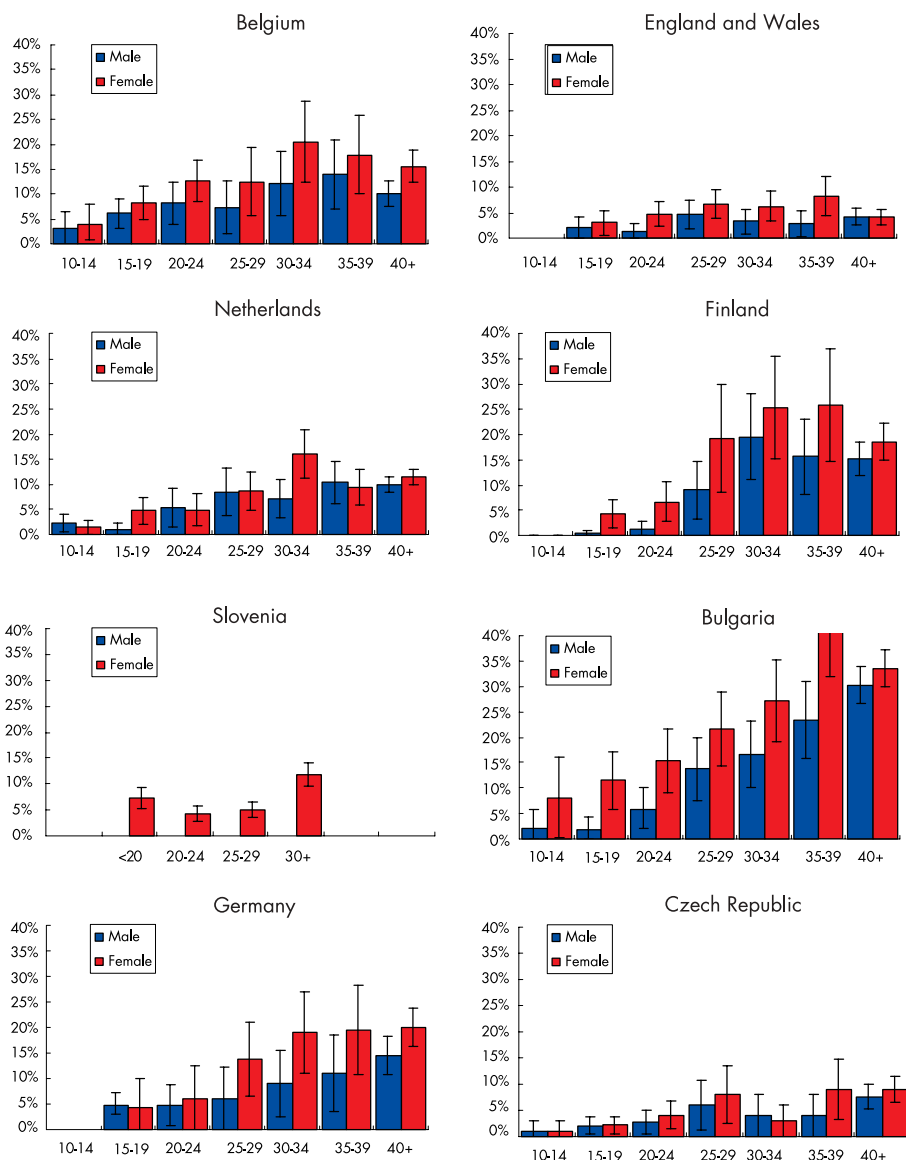 Belgium
40%
35%
30%
25%
20%
15%
10%
5%
0%
Male
Female
10-14 15-19 20-24 25-29 30-34 35-39 40+
England and Wales
40%
35%
30%
25%
20%
15%
10%
5%
0%
Male
Female
10-14 15-19 20-24 25-29 30-34 35-39 40+
Netherlands
40%
35%
30%
25%
20%
15%
10%
5%
0%
Male
Female
10-14 15-19 20-24 25-29 30-34 35-39 40+
Finland
40%
35%
30%
25%
20%
15%
10%
5%
0%
Male
Female
10-14 15-19 20-24 25-29 30-34 35-39 40+
Slovenia
40%
35%
30%
25%
20%
15%
10%
5%
0%
Male
Female
<20 20-24 25-29 30+
Bulgaria
40%
35%
30%
25%
20%
15%
10%
5%
0%
Male
Female
10-14 15-19 20-24 25-29 30-34 35-39 40+
Germany
40%
35%
30%
25%
20%
15%
10%
5%
0%
Male
Female
10-14 15-19 20-24 25-29 30-34 35-39 40+
Czech Republic
40%
35%
30%
25%
20%
15%
10%
5%
0%
Male
Female
10-14 15-19 20-24 25-29 30-34 35-39 40+